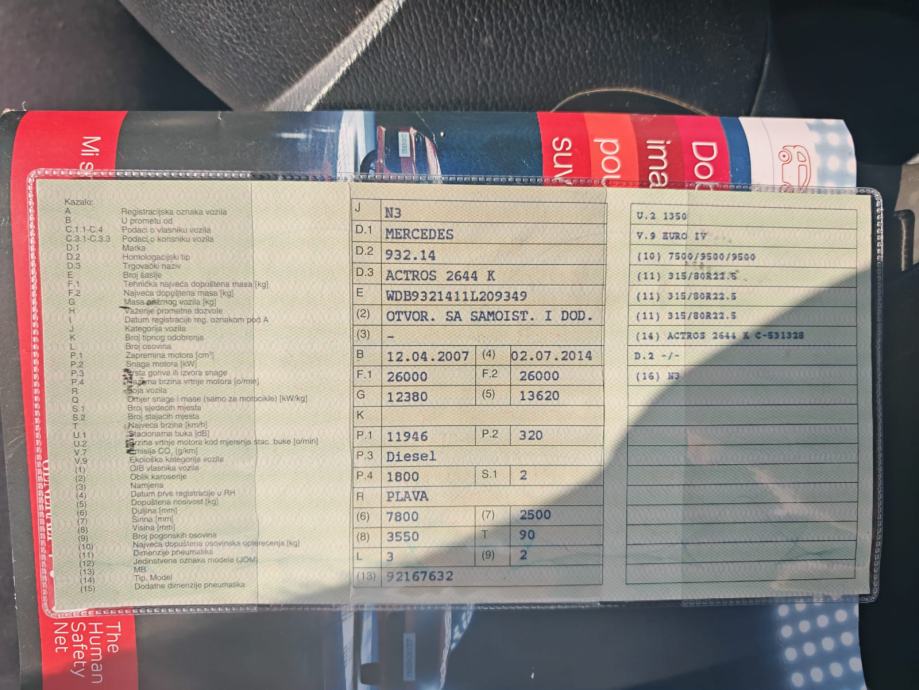 Mi s
suv
pou
ima
Do
Kazalo:
A Registracijska oznaka vozila
B U prometu od
C.1.1-C.4 Podaci o vlasniku vozila
C.3.1-C.3.3 Podaci o korisniku vozila
D.1 Marka
D.2 Homologacijski tip
D.3 Trgovački naziv
E Broj šasije
F.1 Tehnička najveća dopuštena masa [kg]
F.2 Najveća dopuštena masa [kg]
G Masa vozila [kg]
H Važenje prometne dozvole
I Datum registracije reg. oznakom pod A
J Kategorija vozila
K Broj tipnog odobrenja
L Broj osovina
P.1 Zapremina motora [cm³]
P.2 Snaga motora [kW]
P.3 Vrsta goriva ili izvora snage
P.4 brzina vrtnje motora [o/min]
R Boja vozila
Q Omjer snage i mase (samo za motocikle) [kW/kg]
S.1 Broj sjedećih mjesta
S.2 Broj stajaćih mjesta
T Najveća brzina [km/h]
U.1 Stacionarna buka [dB]
U.2 Brzina vrtnje motora kod mjerenja stac. buke [o/min]
V.7 Emisija CO₂ [g/km]
V.9 Ekološka kategorija vozila
(1) OIB vlasnika vozila
(2) Oblik karoserije
(3) Namjena
(4) Datum prve registracije u RH
(5) Dopuštena nosivost [kg]
(6) Duljina [mm]
(7) Širina [mm]
(8) Visina [mm]
(9) Broj pogonskih osovina
(10) Najveća dopuštena osovinska opterećenja [kg]
(11) Dimenzije pneumatika
(12) Jedinstvena oznaka modela (JOM)
(13) MB
(14) Tip, Model
(15) Dodatne dimenzije pneumatika
J N3
D.1 MERCEDES
D.2 932.14
D.3 ACTROS 2644 K
E WDB9321411L209349
(2) OTVOR. SA SAMOIST. I DOD.
(3) -
B 12.04.2007 (4) 02.07.2014
F.1 26000 F.2 26000
G 12380 (5) 13620
K
P.1 11946 P.2 320
P.3 Diesel
P.4 1800 S.1 2
R PLAVA
(6) 7800 (7) 2500
(8) 3550 T 90
L 3 (9) 2
(13) 92167632
U.2 1350
V.9 EURO IV
(10) 7500/9500/9500
(11) 315/80R22.5
(11) 315/80R22.5
(11) 315/80R22.5
(14) ACTROS 2644 K C-531328
D.2 -/-
(16) N3
The
Human
Safety
Net